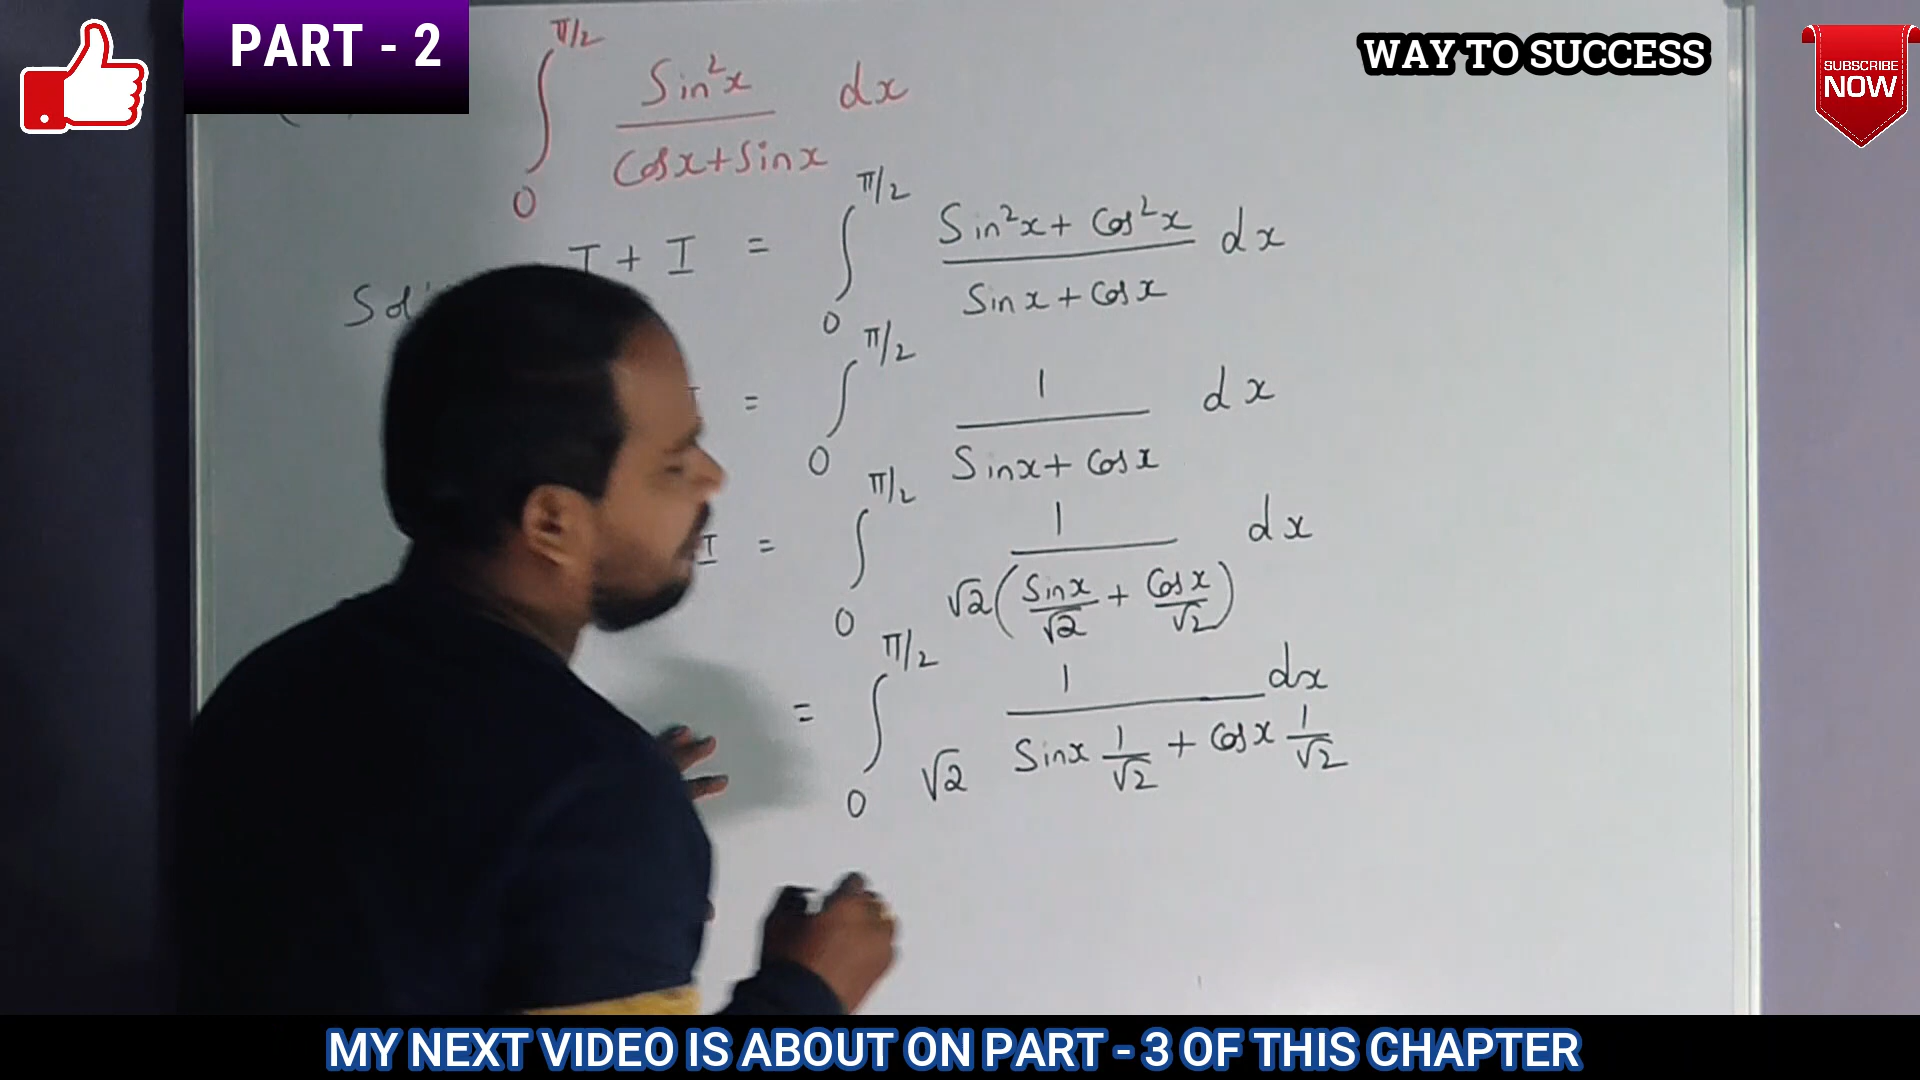 PART - 2
WAY TO SUCCESS
SUBSCRIBE
NOW
∫₀^π/2 Sin²x / (Cosx+Sinx) dx
I + I = ∫₀^π/2 (Sin²x + Cos²x) / (Sinx + Cosx) dx
= ∫₀^π/2 1 / (Sinx + Cosx) dx
I = ∫₀^π/2 1 / (√2(Sinx/√2 + Cosx/√2)) dx
= ∫₀^π/2 1 / (√2 Sinx 1/√2 + Cosx 1/√2) dx
MY NEXT VIDEO IS ABOUT ON PART - 3 OF THIS CHAPTER